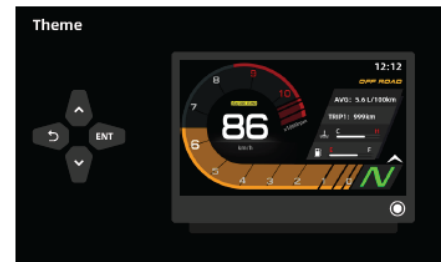 Theme
ENT
12:12
OFF ROAD
AVG: 5.6 L/100km
TRIP1: 999km
C H
E F
86
km/h
x1000rpm
10
9
8
7
6
5
4
3
2
1
0
N